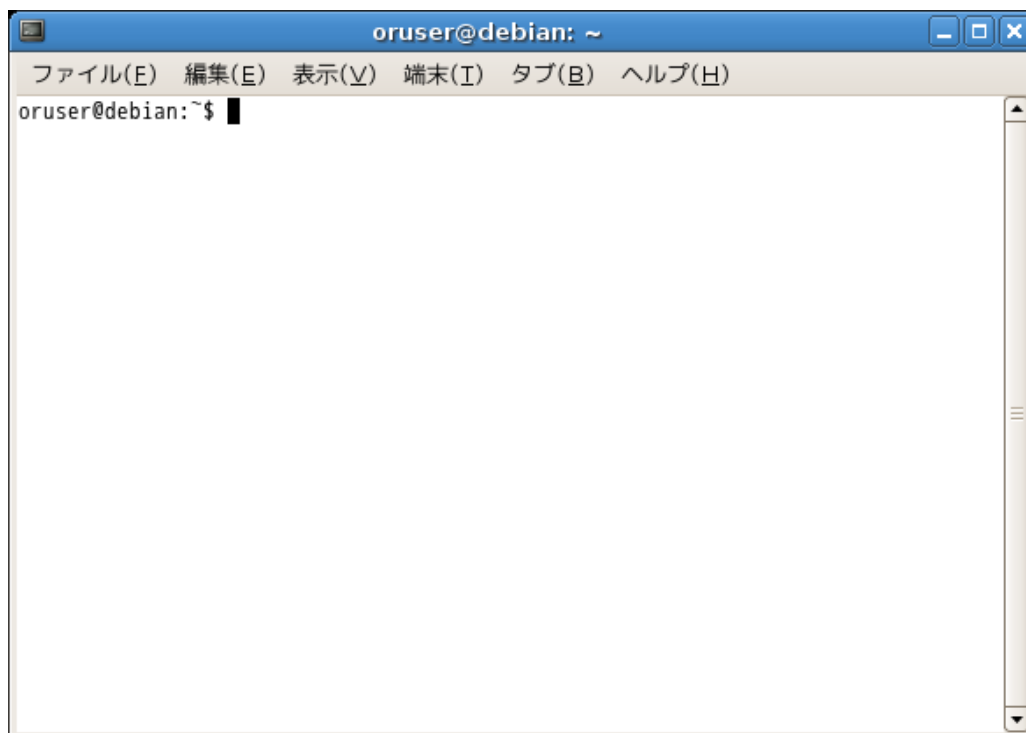 oruser@debian: ~
ファイル(F) 編集(E) 表示(V) 端末(T) タブ(B) ヘルプ(H)
oruser@debian:~$